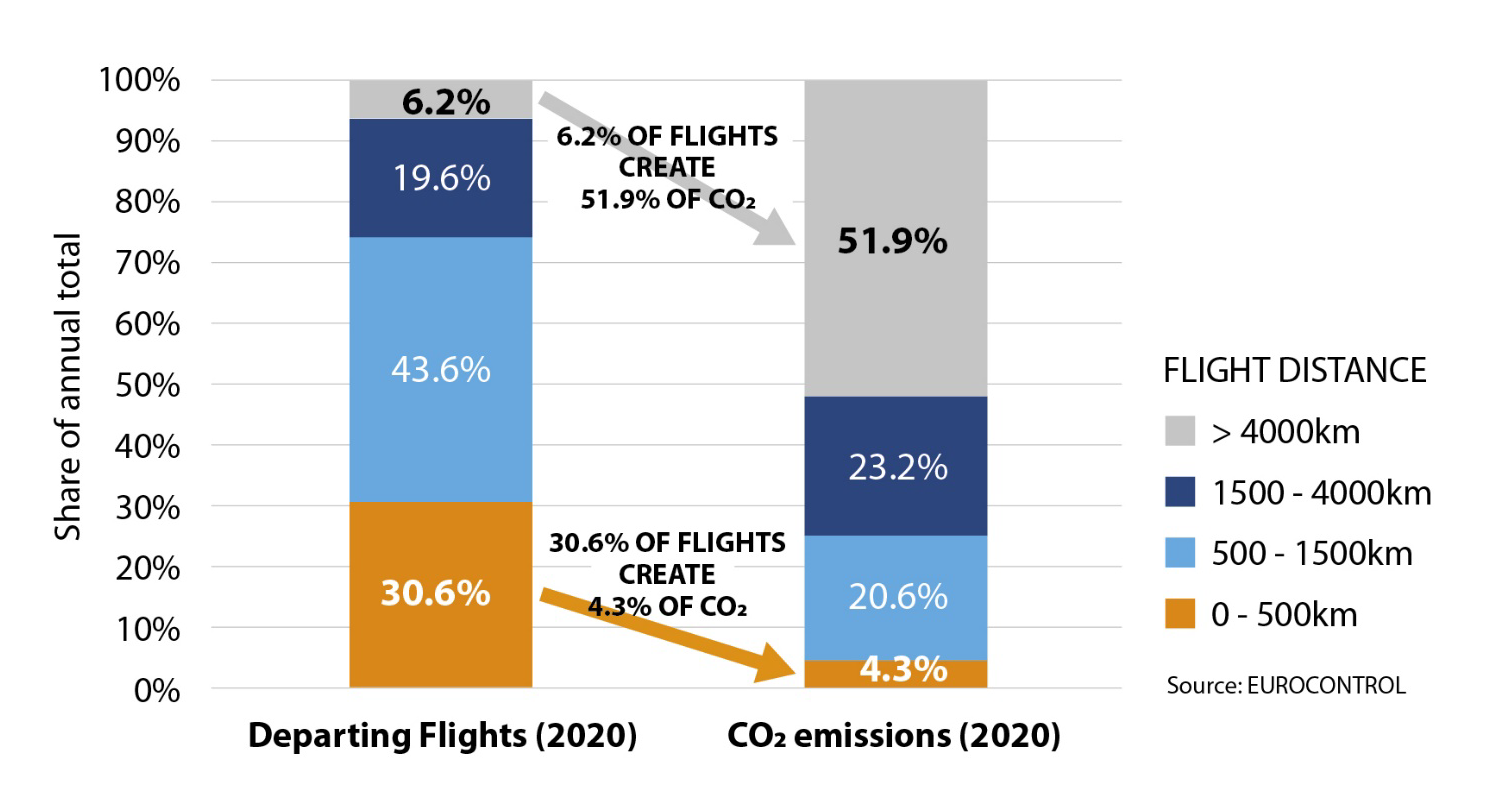 100%
90%
80%
70%
60%
50%
40%
30%
20%
10%
0%
Share of annual total
6.2%
19.6%
43.6%
30.6%
6.2% OF FLIGHTS
CREATE
51.9% OF CO₂
30.6% OF FLIGHTS
CREATE
4.3% OF CO₂
51.9%
23.2%
20.6%
4.3%
Departing Flights (2020)
CO₂ emissions (2020)
FLIGHT DISTANCE
> 4000km
1500 - 4000km
500 - 1500km
0 - 500km
Source: EUROCONTROL